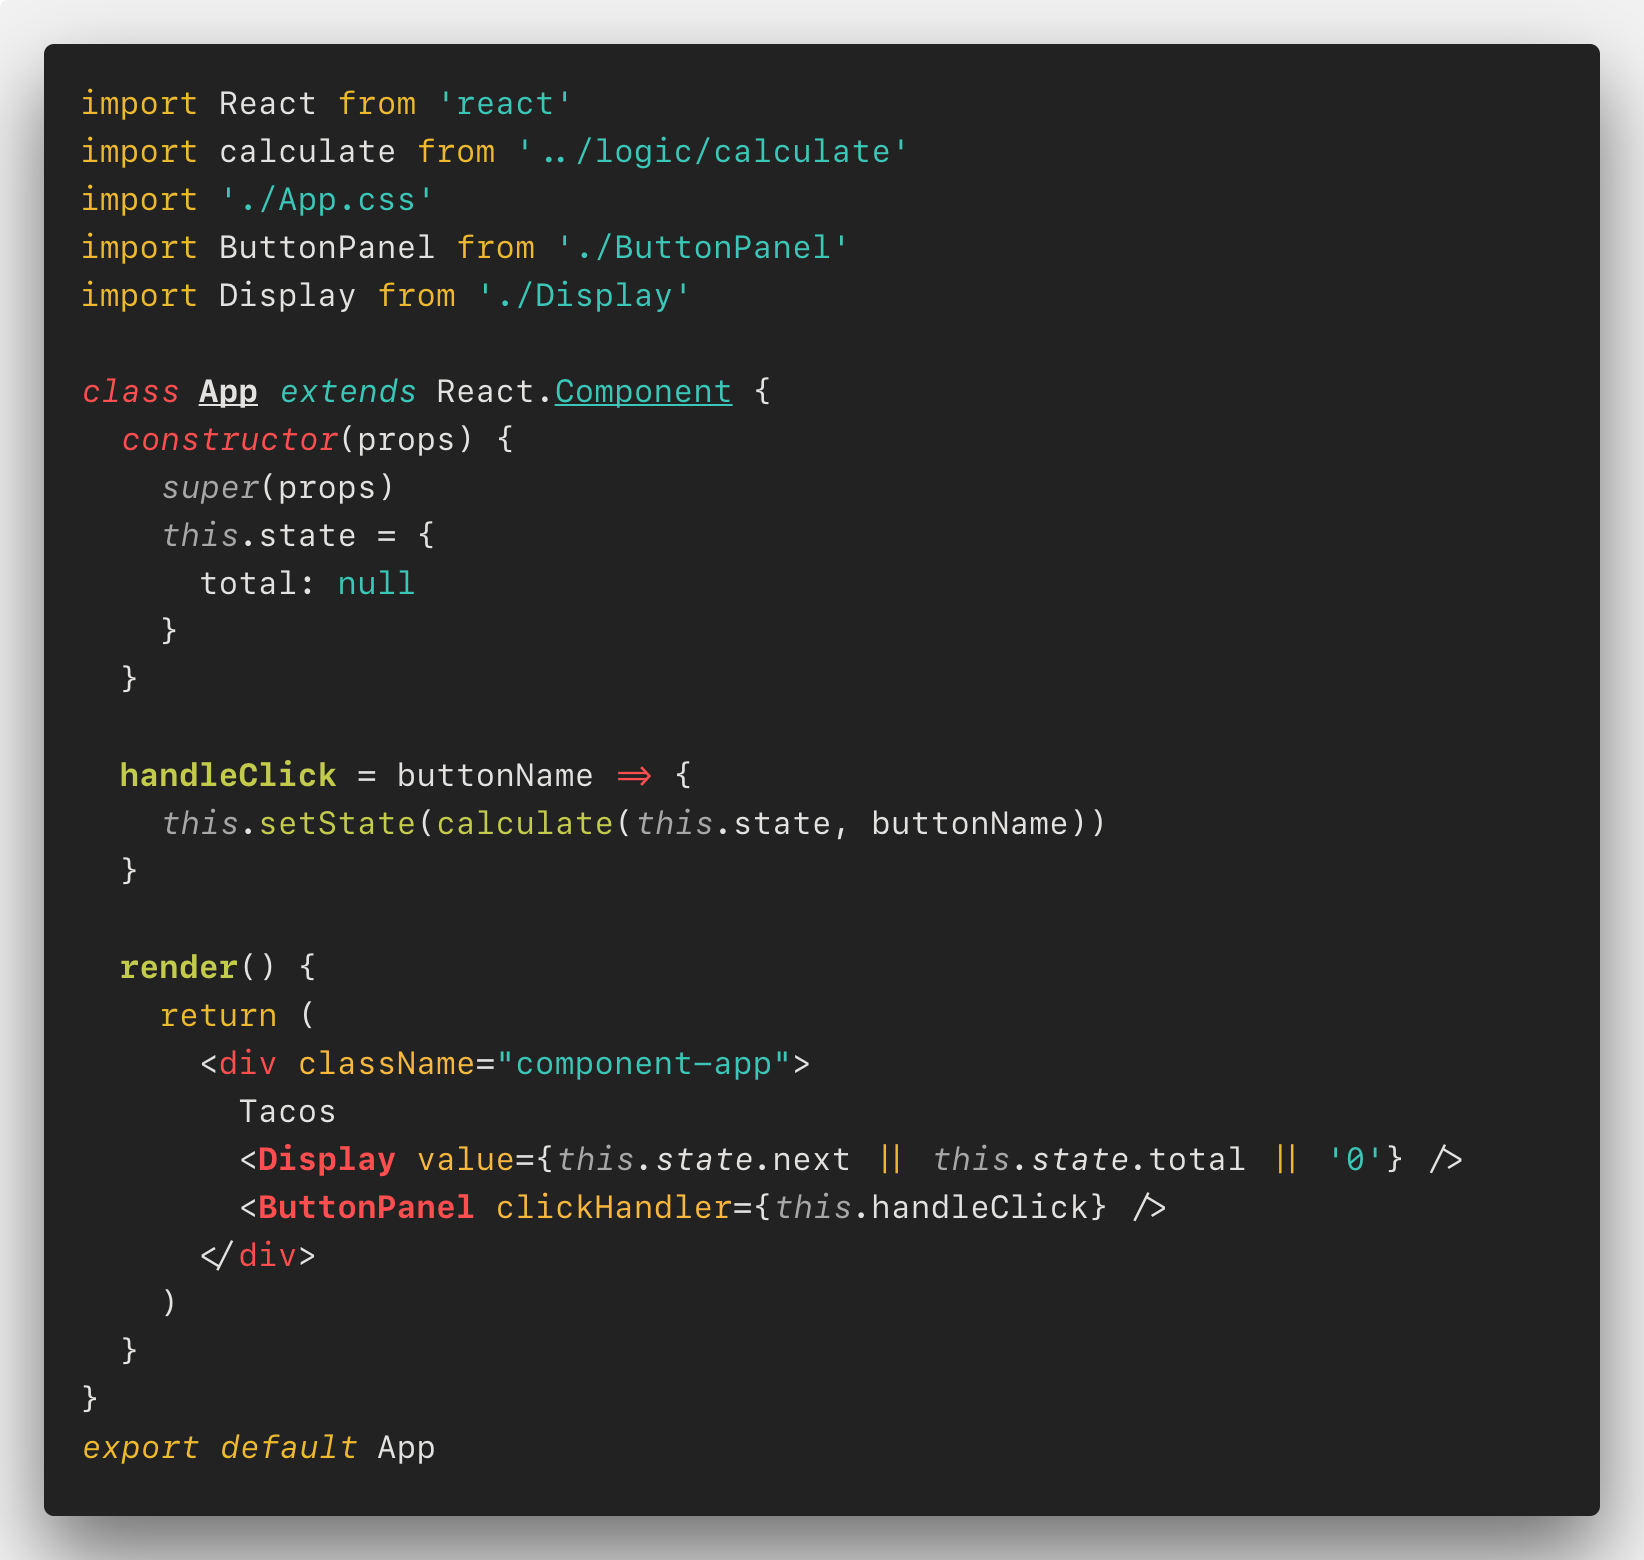 import React from 'react'
import calculate from '../logic/calculate'
import './App.css'
import ButtonPanel from './ButtonPanel'
import Display from './Display'

class App extends React.Component {
  constructor(props) {
    super(props)
    this.state = {
      total: null
    }
  }

  handleClick = buttonName => {
    this.setState(calculate(this.state, buttonName))
  }

  render() {
    return (
      <div className="component-app">
        Tacos
        <Display value={this.state.next || this.state.total || '0'} />
        <ButtonPanel clickHandler={this.handleClick} />
      </div>
    )
  }
}
export default App